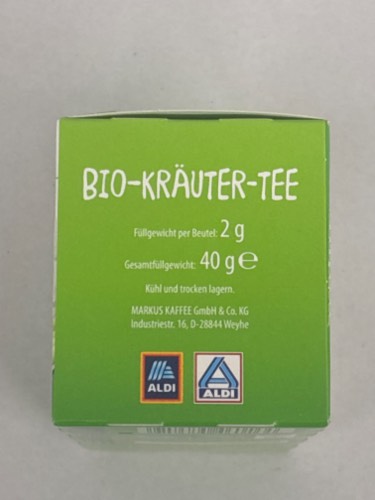 BIO-KRÄUTER-TEE
Füllgewicht per Beutel: 2 g
Gesamtfüllgewicht: 40 g ℮
Kühl und trocken lagern.
MARKUS KAFFEE GmbH & Co. KG
Industriestr. 16, D-28844 Weyhe
ALDI ALDI